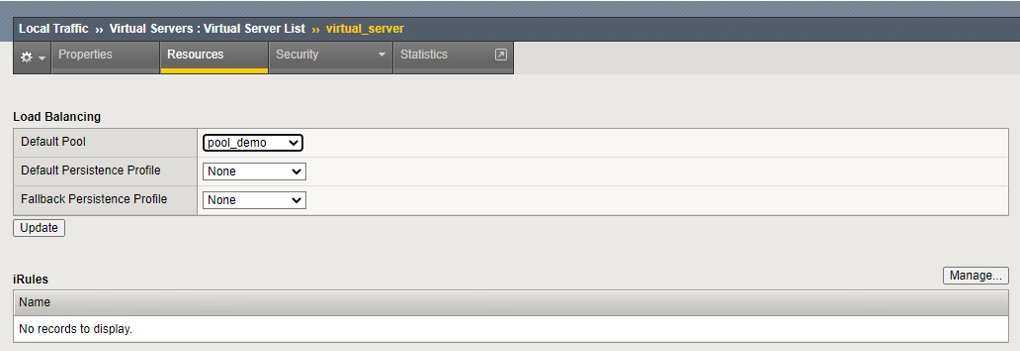 Local Traffic ›› Virtual Servers : Virtual Server List ›› virtual_server
Properties Resources Security Statistics
Load Balancing
Default Pool pool_demo
Default Persistence Profile None
Fallback Persistence Profile None
Update
iRules Manage...
Name
No records to display.